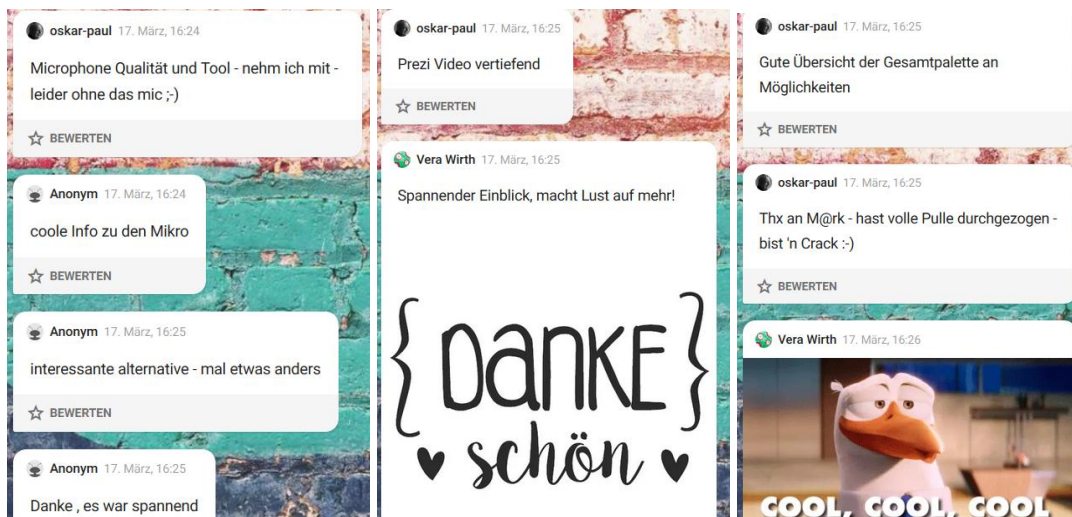 oskar-paul 17. März, 16:24
Microphone Qualität und Tool - nehm ich mit -
leider ohne das mic ;-)
BEWERTEN
Anonym 17. März, 16:24
coole Info zu den Mikro
BEWERTEN
Anonym 17. März, 16:25
interessante alternative - mal etwas anders
BEWERTEN
Anonym 17. März, 16:25
Danke , es war spannend
oskar-paul 17. März, 16:25
Prezi Video vertiefend
BEWERTEN
Vera Wirth 17. März, 16:25
Spannender Einblick, macht Lust auf mehr!
{DANKE}
schön
oskar-paul 17. März, 16:25
Gute Übersicht der Gesamtpalette an
Möglichkeiten
BEWERTEN
oskar-paul 17. März, 16:25
Thx an M@rk - hast volle Pulle durchgezogen -
bist 'n Crack :-)
BEWERTEN
Vera Wirth 17. März, 16:26
COOL, COOL, COOL